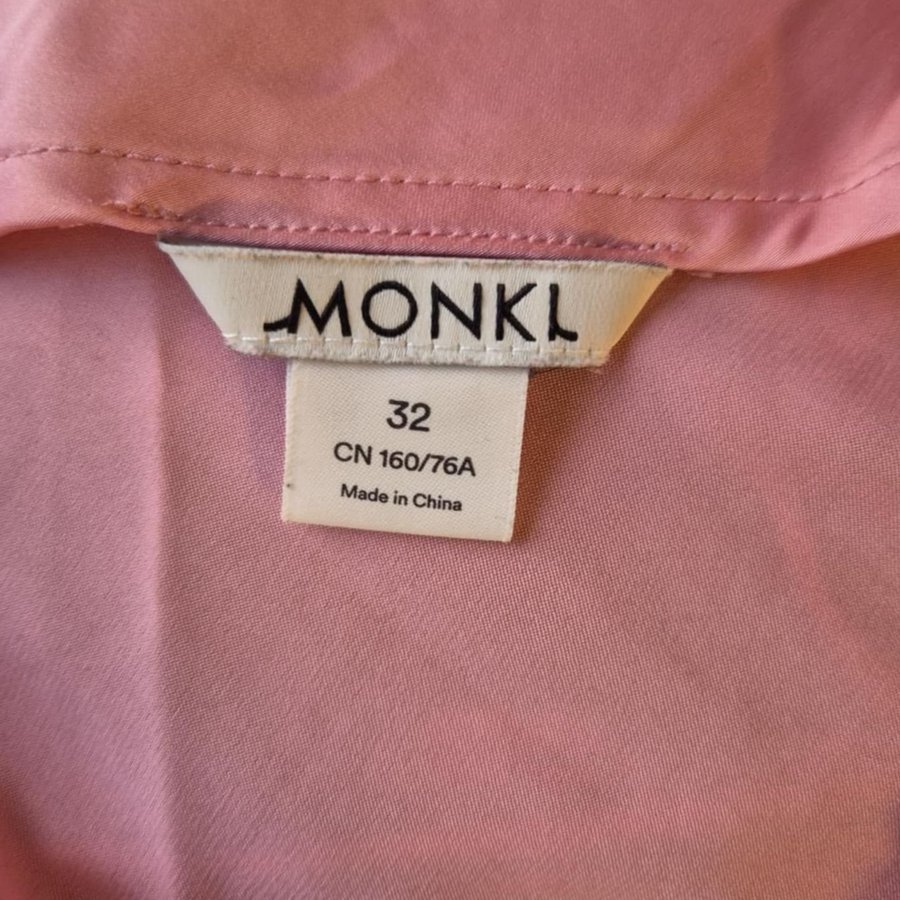 MONKI
32
CN 160/76A
Made in China